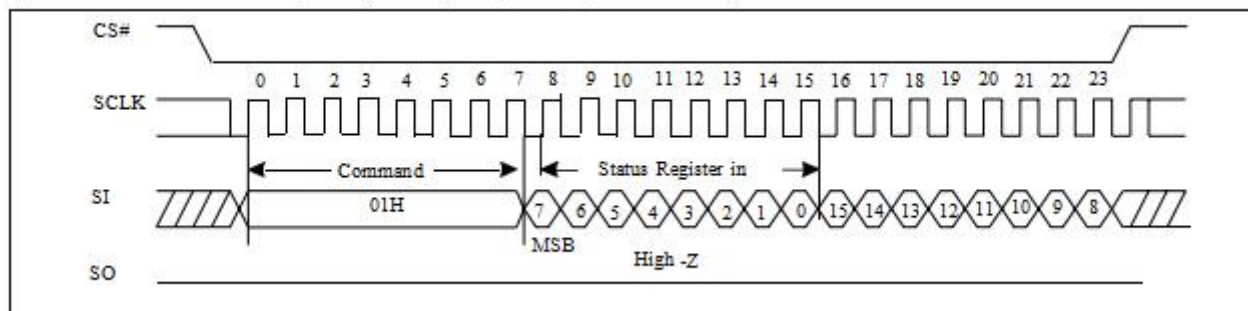 CS#
0 1 2 3 4 5 6 7 8 9 10 11 12 13 14 15 16 17 18 19 20 21 22 23
SCLK
Command
Status Register in
SI
01H
7 6 5 4 3 2 1 0 15 14 13 12 11 10 9 8
MSB
High -Z
SO